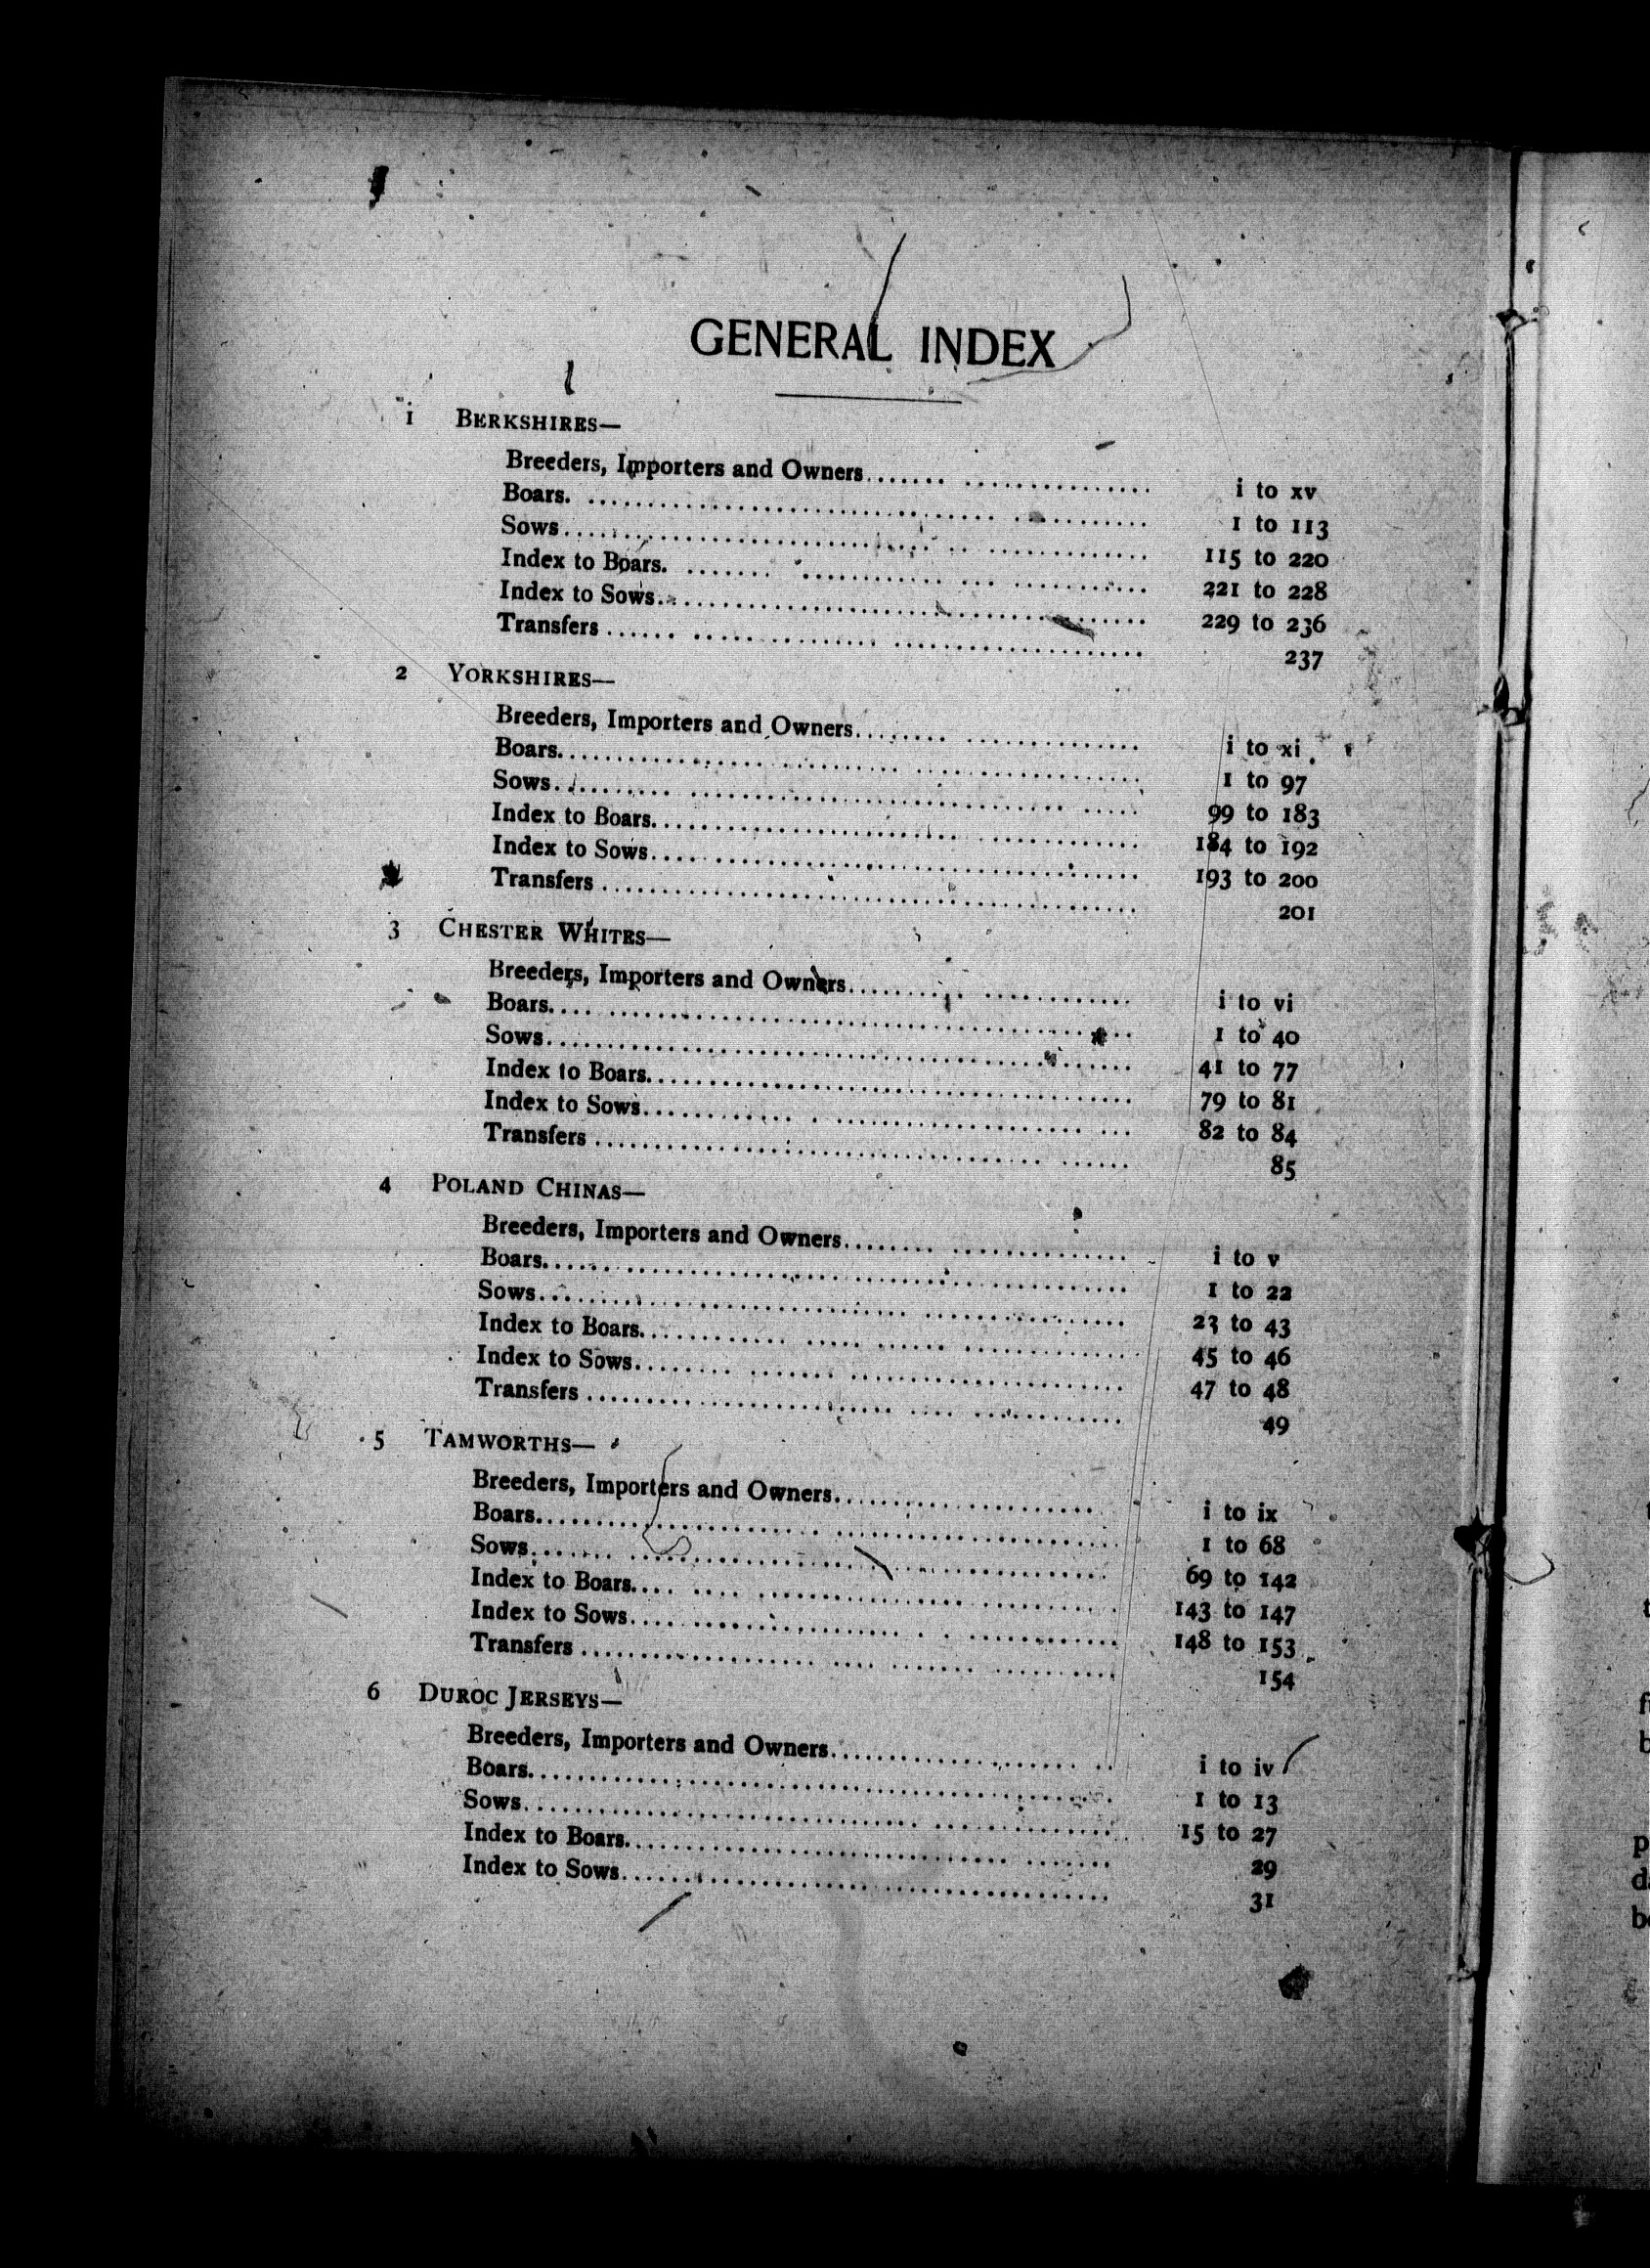 GENERAL INDEX
1 BERKSHIRES—
Breeders, Importers and Owners.................... i to xv
Boars.................... 1 to 113
Sows.................... 115 to 220
Index to Boars.................... 221 to 228
Index to Sows.................... 229 to 236
Transfers.................... 237
2 YORKSHIRES—
Breeders, Importers and Owners.................... i to xi
Boars.................... 1 to 97
Sows.................... 99 to 183
Index to Boars.................... 184 to 192
Index to Sows.................... 193 to 200
Transfers.................... 201
3 CHESTER WHITES—
Breeders, Importers and Owners.................... i to vi
Boars.................... 1 to 40
Sows.................... 41 to 77
Index to Boars.................... 79 to 81
Index to Sows.................... 82 to 84
Transfers.................... 85
4 POLAND CHINAS—
Breeders, Importers and Owners.................... i to v
Boars.................... 1 to 22
Sows.................... 23 to 43
Index to Boars.................... 45 to 46
Index to Sows.................... 47 to 48
Transfers.................... 49
5 TAMWORTHS—
Breeders, Importers and Owners.................... i to ix
Boars.................... 1 to 68
Sows.................... 69 to 142
Index to Boars.................... 143 to 147
Index to Sows.................... 148 to 153
Transfers.................... 154
6 DUROC JERSEYS—
Breeders, Importers and Owners.................... i to iv
Boars.................... 1 to 13
Sows.................... 15 to 27
Index to Boars.................... 29
Index to Sows.................... 31